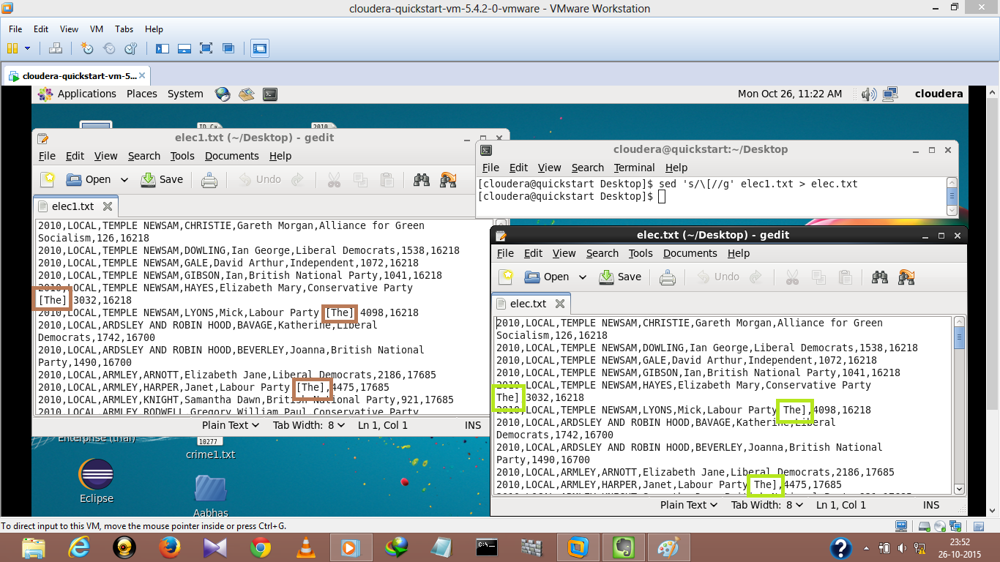 cloudera-quickstart-vm-5.4.2-0-vmware - VMware Workstation
File Edit View VM Tabs Help
cloudera-quickstart-vm-5...
Applications Places System
Mon Oct 26, 11:22 AM
cloudera
ID Ca
2010
elec1.txt (~/Desktop) - gedit
File Edit View Search Tools Documents Help
Open Save Undo
elec1.txt
2010,LOCAL,TEMPLE NEWSAM,CHRISTIE,Gareth Morgan,Alliance for Green
Socialism,126,16218
2010,LOCAL,TEMPLE NEWSAM,DOWLING,Ian George,Liberal Democrats,1538,16218
2010,LOCAL,TEMPLE NEWSAM,GALE,David Arthur,Independent,1072,16218
2010,LOCAL,TEMPLE NEWSAM,GIBSON,Ian,British National Party,1041,16218
2010,LOCAL,TEMPLE NEWSAM,HAYES,Elizabeth Mary,Conservative Party
[The] 3032,16218
2010,LOCAL,TEMPLE NEWSAM,LYONS,Mick,Labour Party [The] 4098,16218
2010,LOCAL,ARDSLEY AND ROBIN HOOD,BAVAGE,Katherine,Liberal
Democrats,1742,16700
2010,LOCAL,ARDSLEY AND ROBIN HOOD,BEVERLEY,Joanna,British National
Party,1490,16700
2010,LOCAL,ARMLEY,ARNOTT,Elizabeth Jane,Liberal Democrats,2186,17685
2010,LOCAL,ARMLEY,HARPER,Janet,Labour Party [The],4475,17685
2010,LOCAL,ARMLEY,KNIGHT,Samantha Dawn,British National Party,921,17685
2010,LOCAL,ARMLEY,RODWELL,Gregory William Paul,Conservative Party
Plain Text Tab Width: 8 Ln 1, Col 1 INS
cloudera@quickstart:~/Desktop
File Edit View Search Terminal Help
[cloudera@quickstart Desktop]$ sed 's/\[//g' elec1.txt > elec.txt
[cloudera@quickstart Desktop]$
elec.txt (~/Desktop) - gedit
File Edit View Search Tools Documents Help
Open Save Undo
elec.txt
2010,LOCAL,TEMPLE NEWSAM,CHRISTIE,Gareth Morgan,Alliance for Green
Socialism,126,16218
2010,LOCAL,TEMPLE NEWSAM,DOWLING,Ian George,Liberal Democrats,1538,16218
2010,LOCAL,TEMPLE NEWSAM,GALE,David Arthur,Independent,1072,16218
2010,LOCAL,TEMPLE NEWSAM,GIBSON,Ian,British National Party,1041,16218
2010,LOCAL,TEMPLE NEWSAM,HAYES,Elizabeth Mary,Conservative Party
The] 3032,16218
2010,LOCAL,TEMPLE NEWSAM,LYONS,Mick,Labour Party The],4098,16218
2010,LOCAL,ARDSLEY AND ROBIN HOOD,BAVAGE,Katherine,Liberal
Democrats,1742,16700
2010,LOCAL,ARDSLEY AND ROBIN HOOD,BEVERLEY,Joanna,British National
Party,1490,16700
2010,LOCAL,ARMLEY,ARNOTT,Elizabeth Jane,Liberal Democrats,2186,17685
2010,LOCAL,ARMLEY,HARPER,Janet,Labour Party The],4475,17685
Plain Text Tab Width: 8 Ln 1, Col 1 INS
Enterprise (trial)
10277
crime1.txt
Eclipse
Aabhas
To direct input to this VM, move the mouse pointer inside or press Ctrl+G.
23:52
26-10-2015